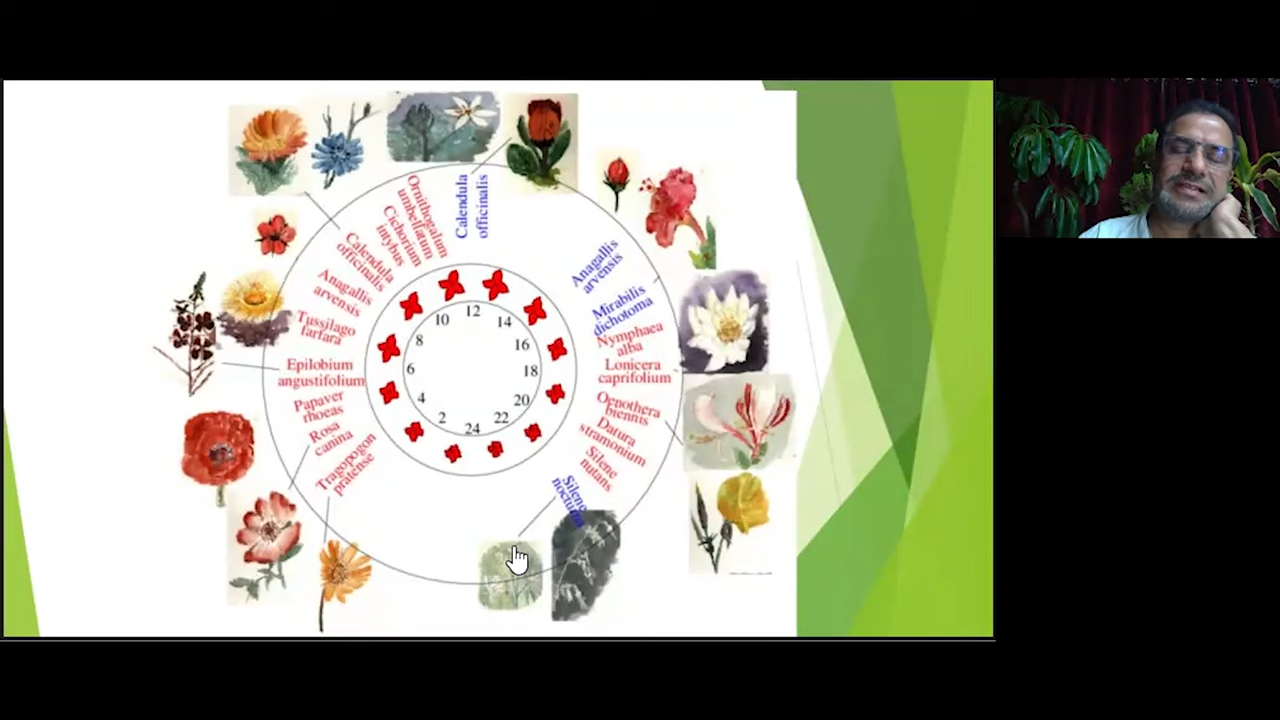 Calendula
officinalis
Ornithogalum
umbellatum
Cichorium
intybus
Calendula
officinalis
Anagallis
arvensis
Tussilago
farfara
Epilobium
angustifolium
Papaver
rhoeas
Rosa
canina
Tragopogon
pratense
Anagallis
arvensis
Mirabilis
dichotoma
Nymphaea
alba
Lonicera
caprifolium
Oenothera
biennis
Datura
stramonium
Silene
nutans
Silene
nocturna
12
14
16
18
20
22
24
2
4
6
8
10